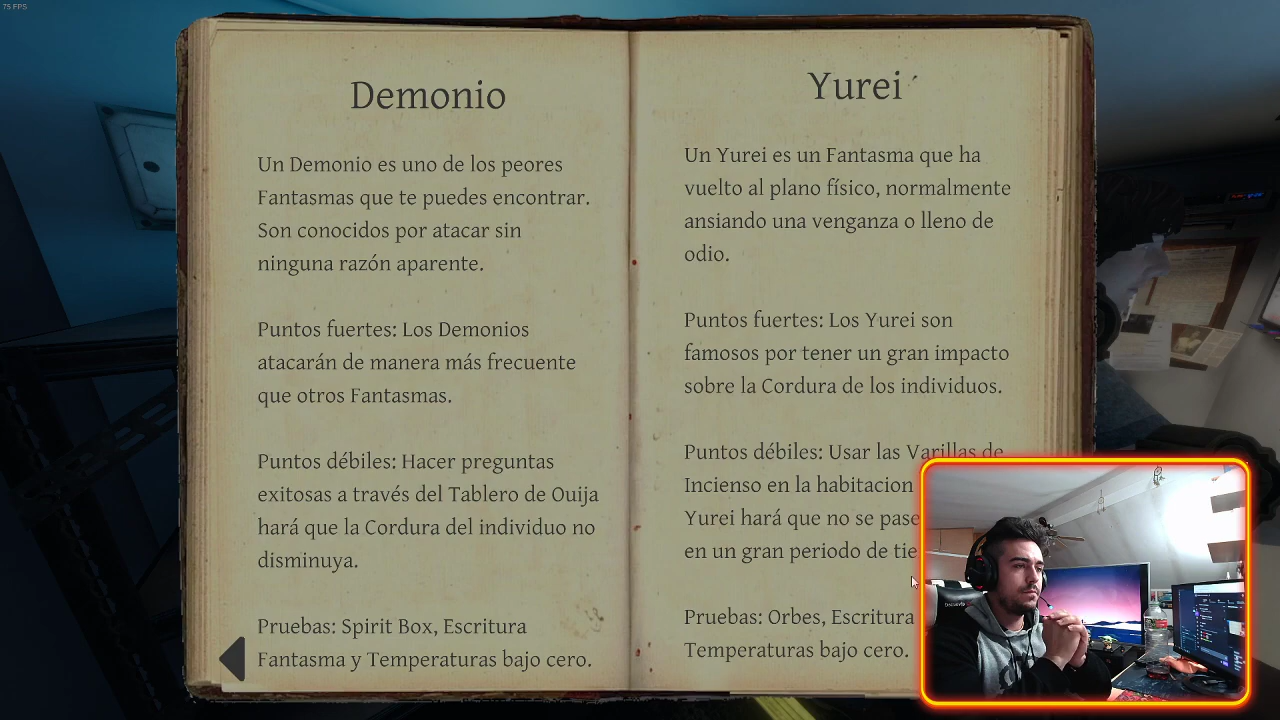 75 FPS
Demonio
Un Demonio es uno de los peores
Fantasmas que te puedes encontrar.
Son conocidos por atacar sin
ninguna razón aparente.
Puntos fuertes: Los Demonios
atacarán de manera más frecuente
que otros Fantasmas.
Puntos débiles: Hacer preguntas
exitosas a través del Tablero de Ouija
hará que la Cordura del individuo no
disminuya.
Pruebas: Spirit Box, Escritura
Fantasma y Temperaturas bajo cero.
Yurei
Un Yurei es un Fantasma que ha
vuelto al plano físico, normalmente
ansiando una venganza o lleno de
odio.
Puntos fuertes: Los Yurei son
famosos por tener un gran impacto
sobre la Cordura de los individuos.
Puntos débiles: Usar las Varillas de
Incienso en la habitacion
Yurei hará que no se pase
en un gran periodo de tie
Pruebas: Orbes, Escritura
Temperaturas bajo cero.